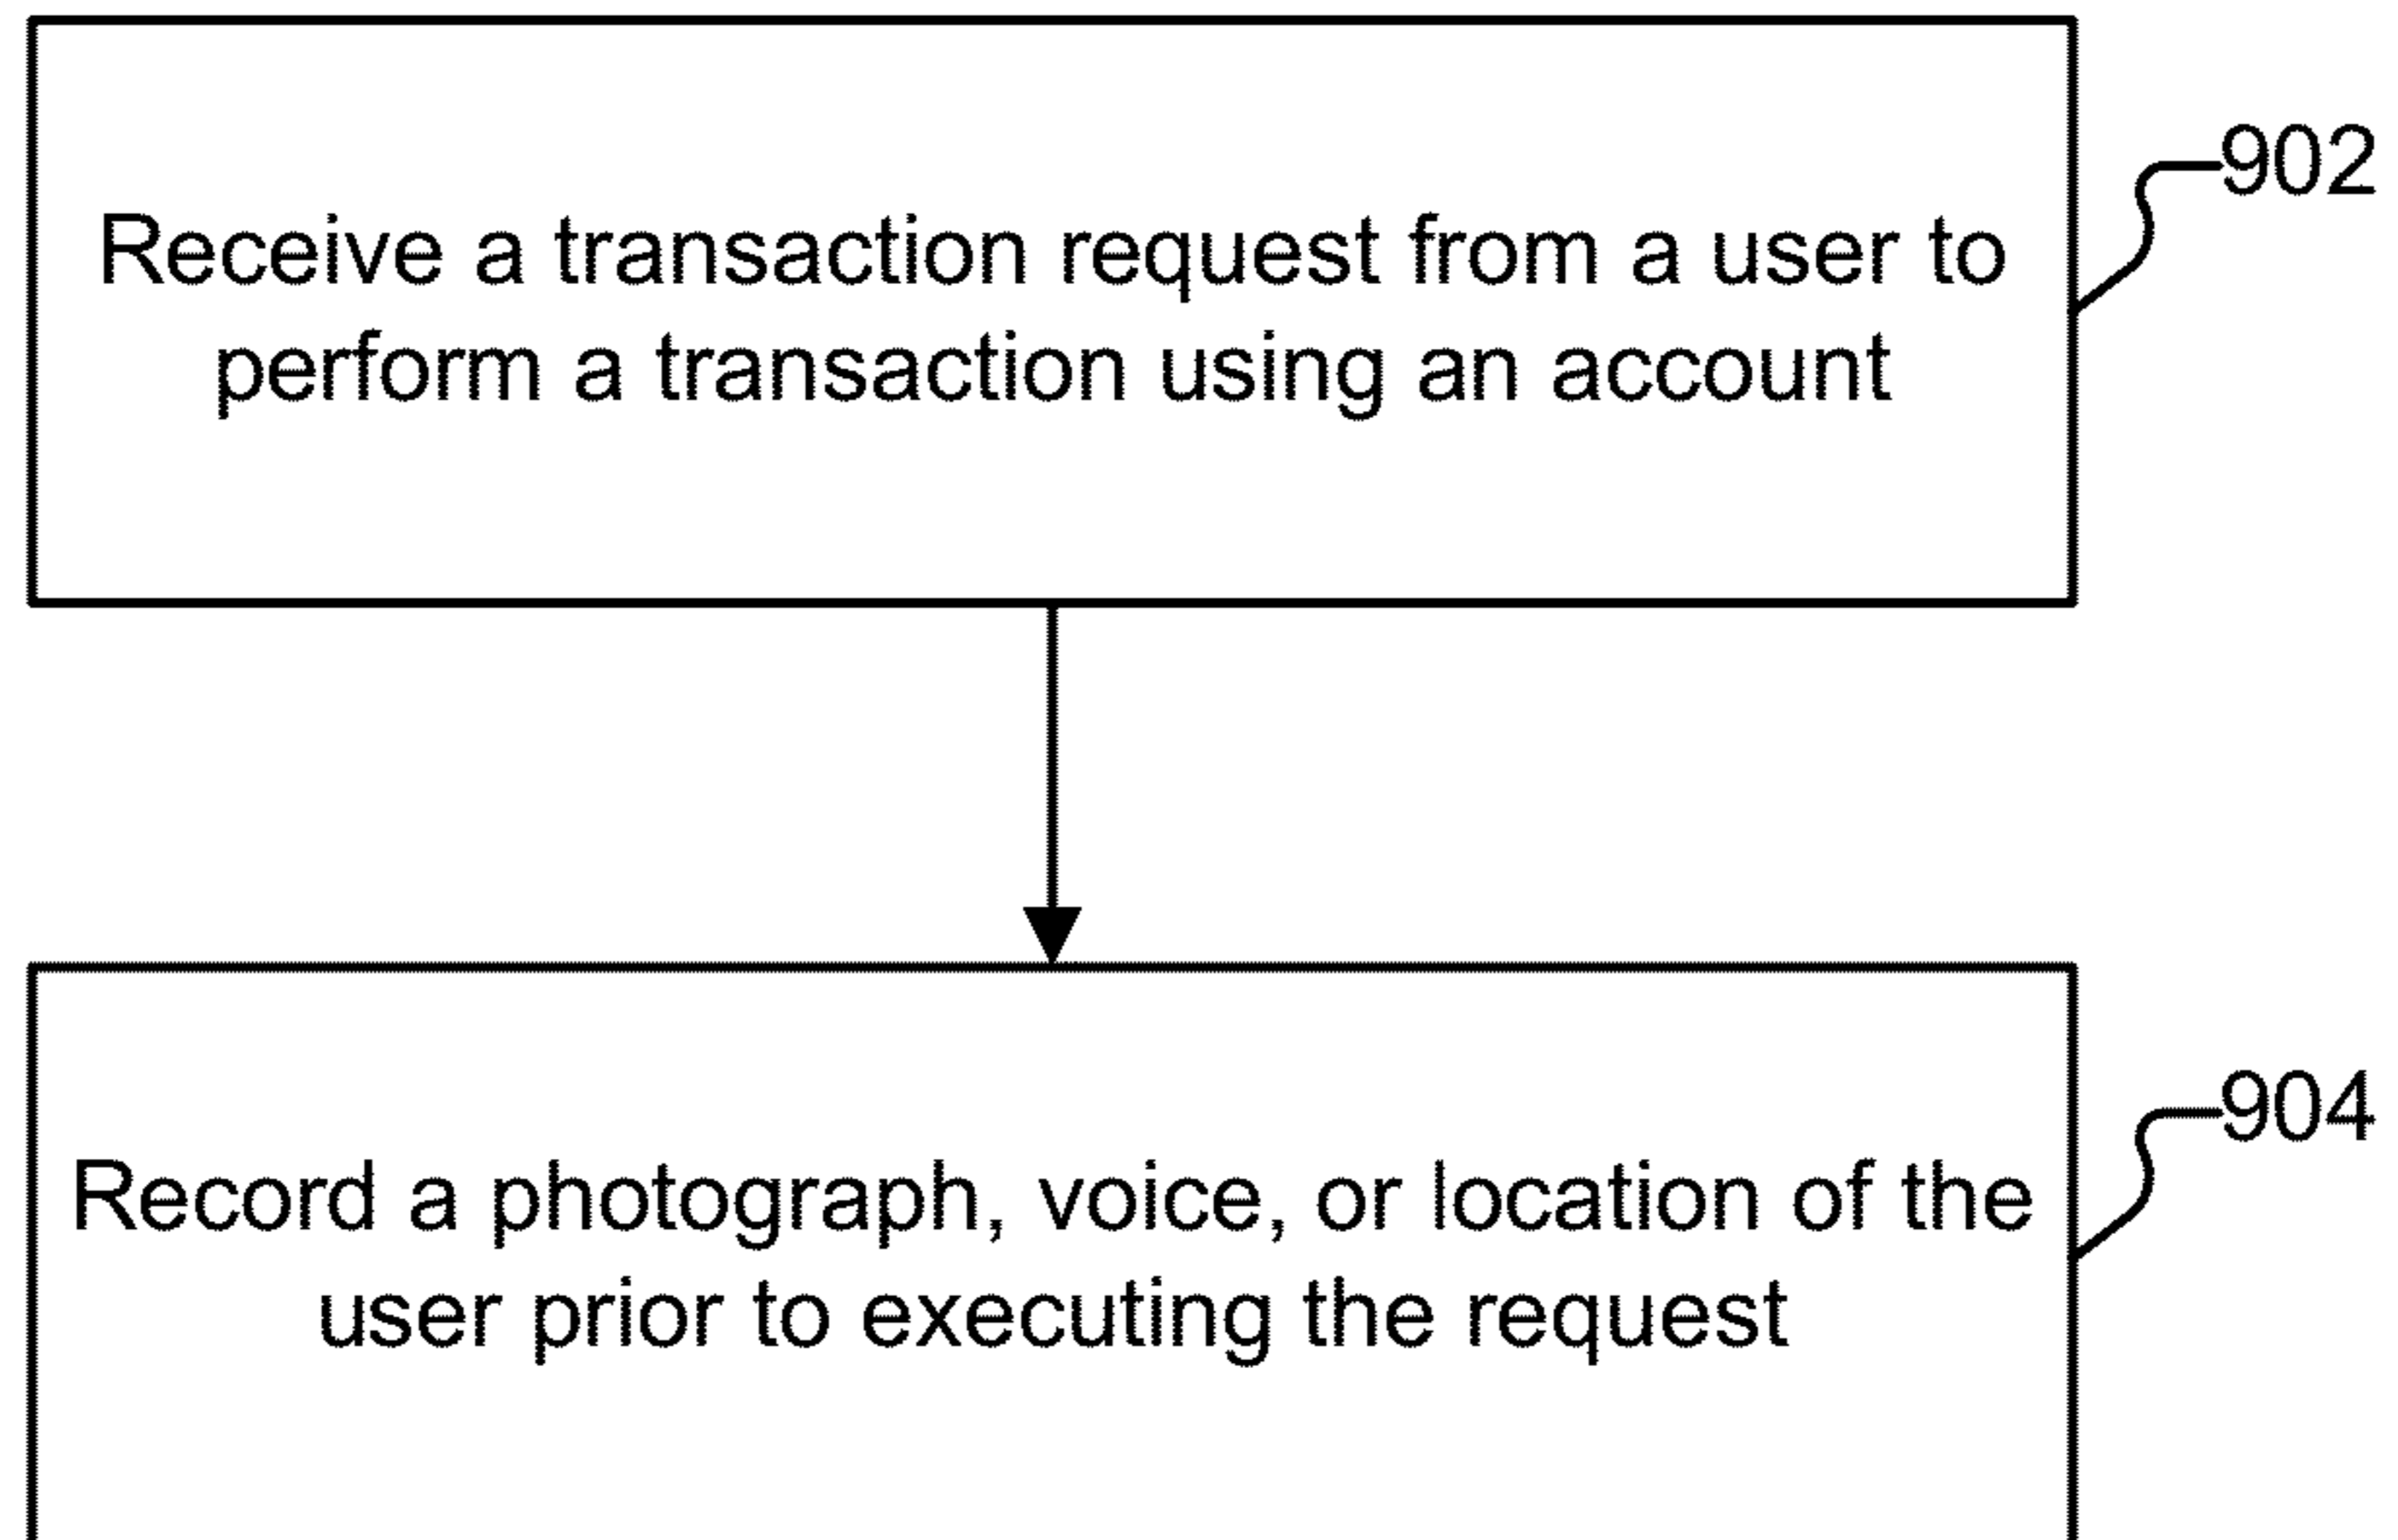 902
Receive a transaction request from a user to
perform a transaction using an account
904
Record a photograph, voice, or location of the
user prior to executing the request